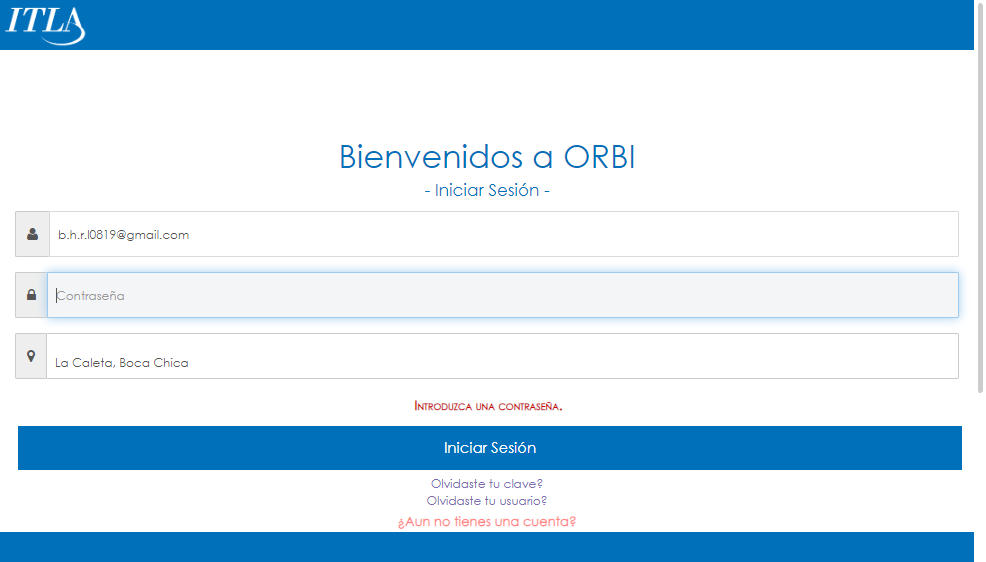 ITLA
Bienvenidos a ORBI
- Iniciar Sesión -
b.h.r.l0819@gmail.com
Contraseña
La Caleta, Boca Chica
Introduzca una contraseña.
Iniciar Sesión
Olvidaste tu clave?
Olvidaste tu usuario?
¿Aun no tienes una cuenta?